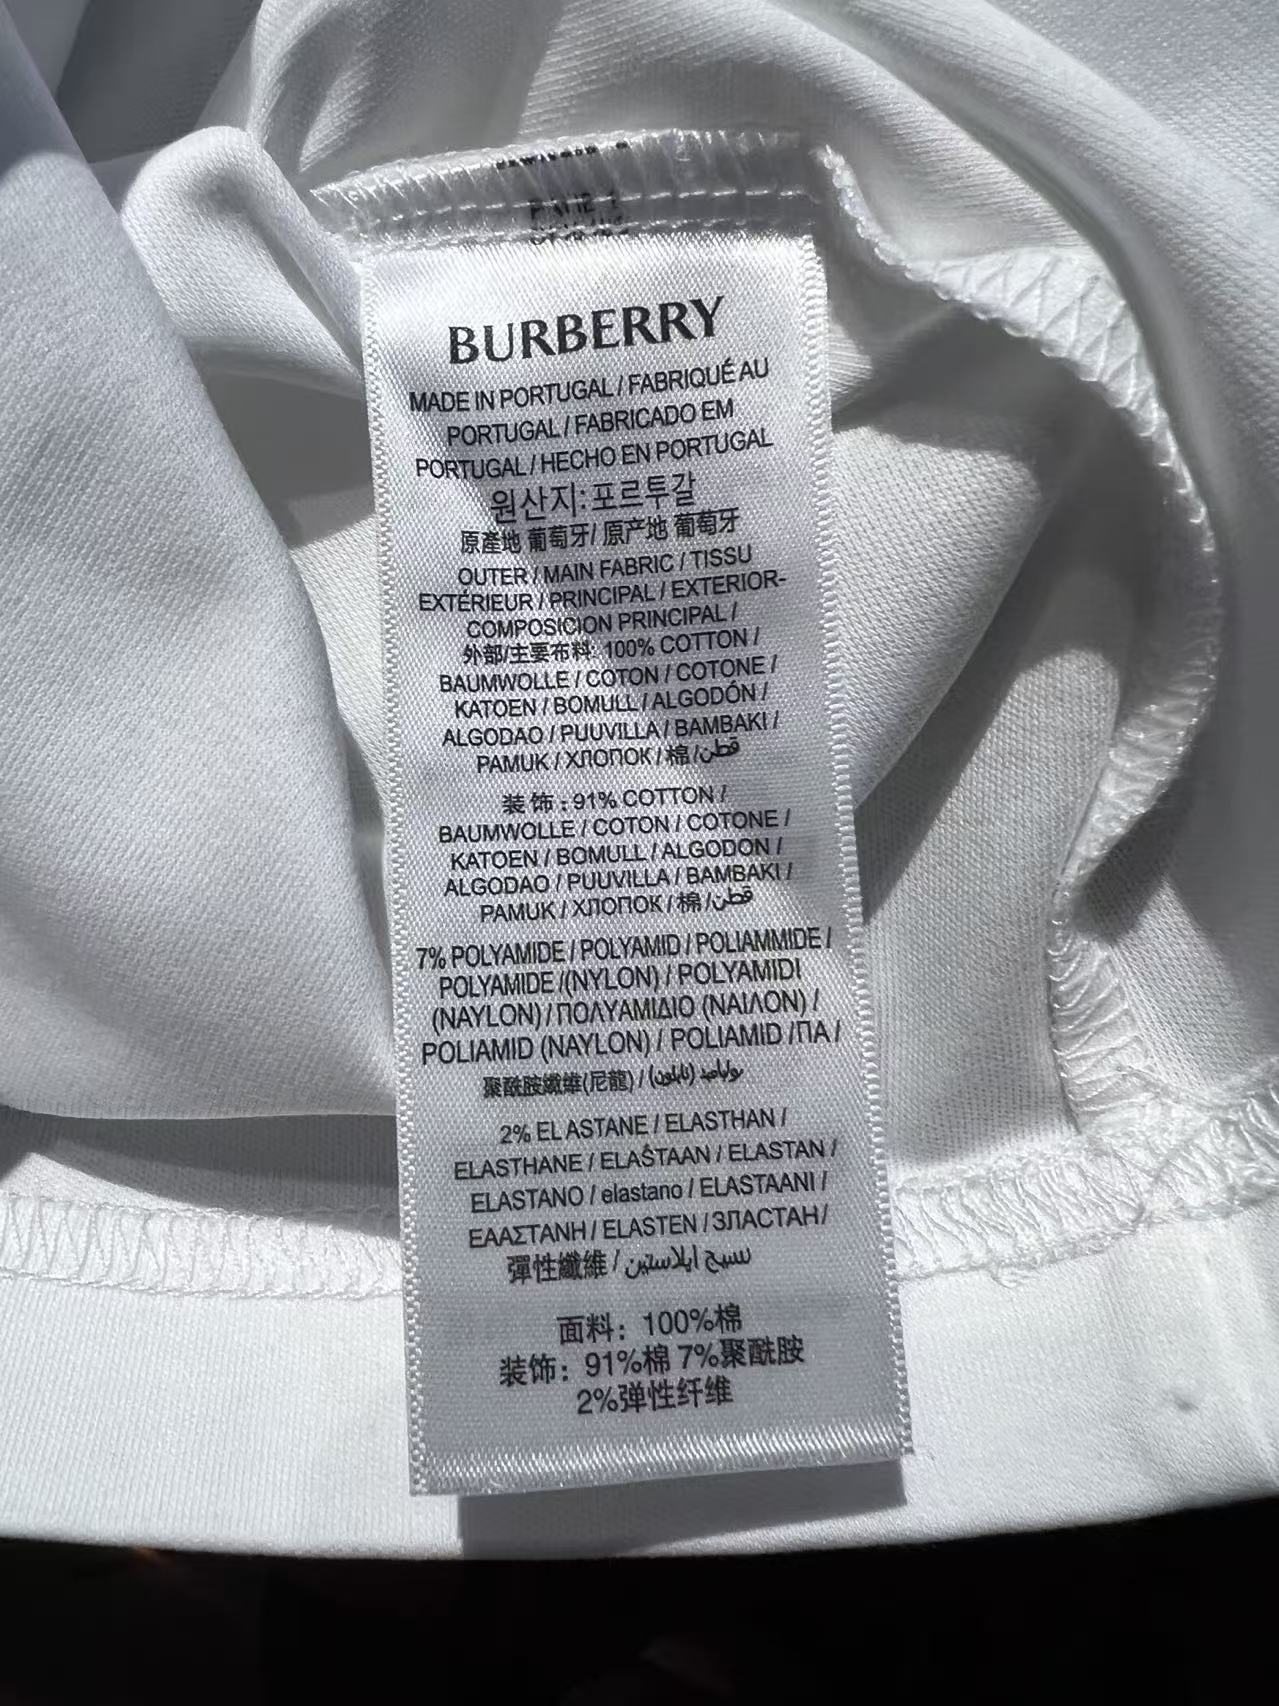 BURBERRY
MADE IN PORTUGAL / FABRIQUÉ AU
PORTUGAL / FABRICADO EM
PORTUGAL / HECHO EN PORTUGAL
원산지: 포르투갈
原產地 葡萄牙/ 原产地 葡萄牙
OUTER / MAIN FABRIC / TISSU
EXTÉRIEUR / PRINCIPAL / EXTERIOR-
COMPOSICION PRINCIPAL /
外部/主要布料: 100% COTTON /
BAUMWOLLE / COTON / COTONE /
KATOEN / BOMULL / ALGODÓN /
ALGODAO / PUUVILLA / BAMBAKI /
PAMUK / ХЛОПОК / 棉 / قطن
装 饰 : 91% COTTON /
BAUMWOLLE / COTON / COTONE /
KATOEN / BOMULL / ALGODON /
ALGODAO / PUUVILLA / BAMBAKI /
PAMUK / ХЛОПОК / 棉 / قطن
7% POLYAMIDE / POLYAMID / POLIAMMIDE /
POLYAMIDE /(NYLON) / POLYAMIDI
(NAYLON) / ΠΟΛΥΑΜΙΔΙΟ (ΝΑΙΛΟΝ) /
POLIAMID (NAYLON) / POLIAMID /ПА /
聚酰胺纖維(尼龍) / (نايلون)
2% ELASTANE / ELASTHAN /
ELASTHANE / ELAŠTAAN / ELASTAN /
ELASTANO / elastano / ELASTAANI /
ΕΛΑΣΤΑΝΗ / ELASTEN / ЭЛАСТАН /
彈性纖維 / نسيج ايلاستين
面料：100%棉
装饰：91%棉 7%聚酰胺
2%弹性纤维